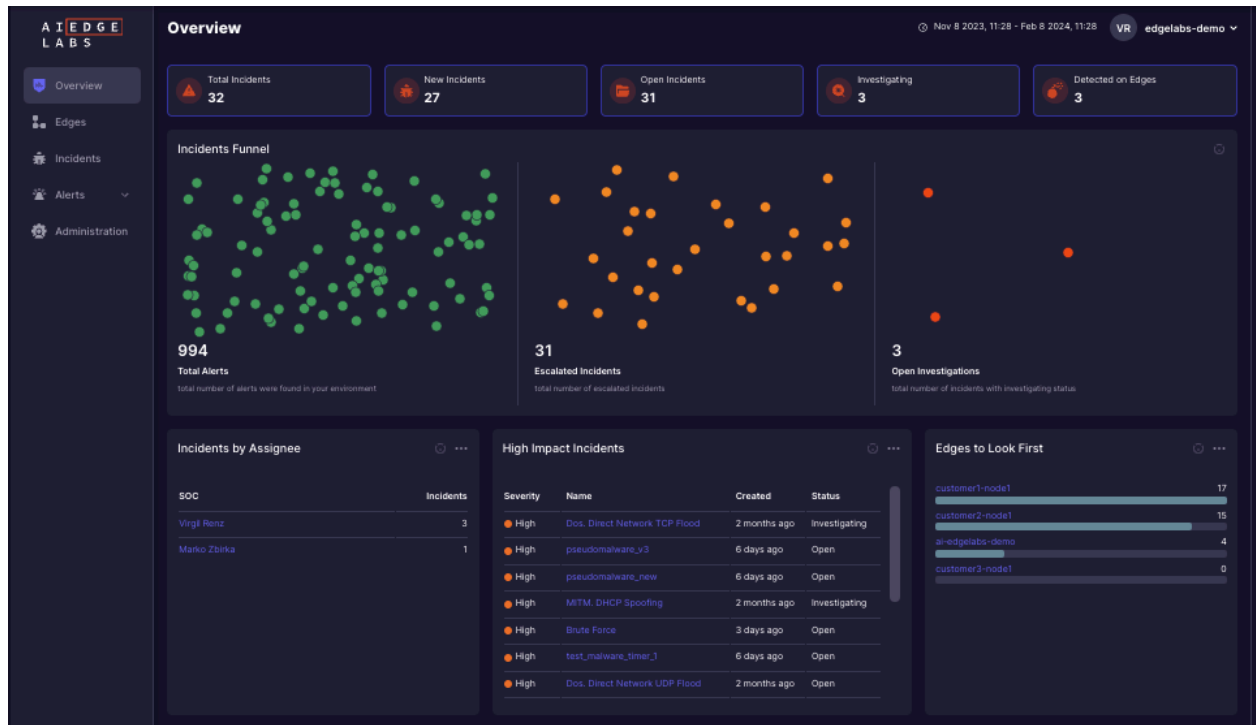 AI EDGE
LABS
Overview
Nov 8 2023, 11:28 - Feb 8 2024, 11:28
VR
edgelabs-demo
Overview
Edges
Incidents
Alerts
Administration
Total Incidents
32
New Incidents
27
Open Incidents
31
Investigating
3
Detected on Edges
3
Incidents Funnel
994
Total Alerts
total number of alerts were found in your environment
31
Escalated Incidents
total number of escalated incidents
3
Open Investigations
total number of incidents with investigating status
Incidents by Assignee
SOC Incidents
Virgil Renz 3
Marko Zbirka 1
High Impact Incidents
Severity Name Created Status
High Dos. Direct Network TCP Flood 2 months ago Investigating
High pseudomalware_v3 6 days ago Open
High pseudomalware_new 6 days ago Open
High MITM. DHCP Spoofing 2 months ago Investigating
High Brute Force 3 days ago Open
High test_malware_timer_1 6 days ago Open
High Dos. Direct Network UDP Flood 2 months ago Open
Edges to Look First
customer1-node1 17
customer2-node1 15
ai-edgelabs-demo 4
customer3-node1 0